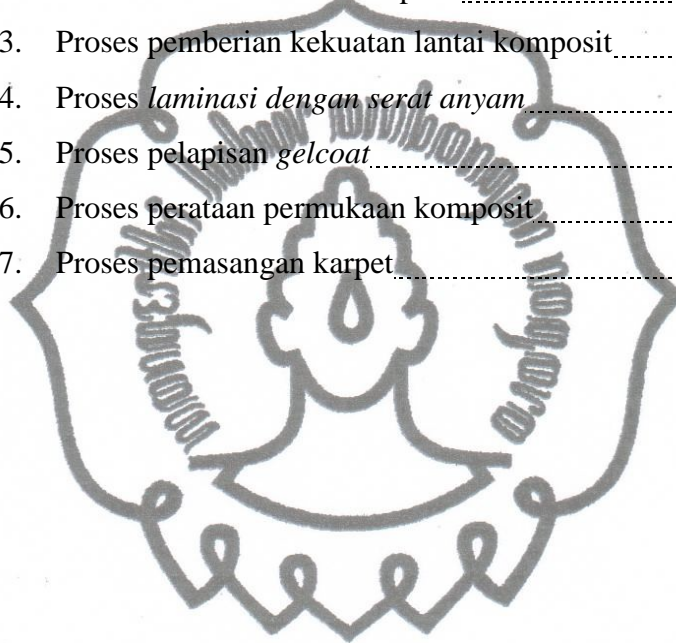 3. Proses pemberian kekuatan lantai komposit
4. Proses laminasi dengan serat anyam
5. Proses pelapisan gelcoat
6. Proses perataan permukaan komposit
7. Proses pemasangan karpet